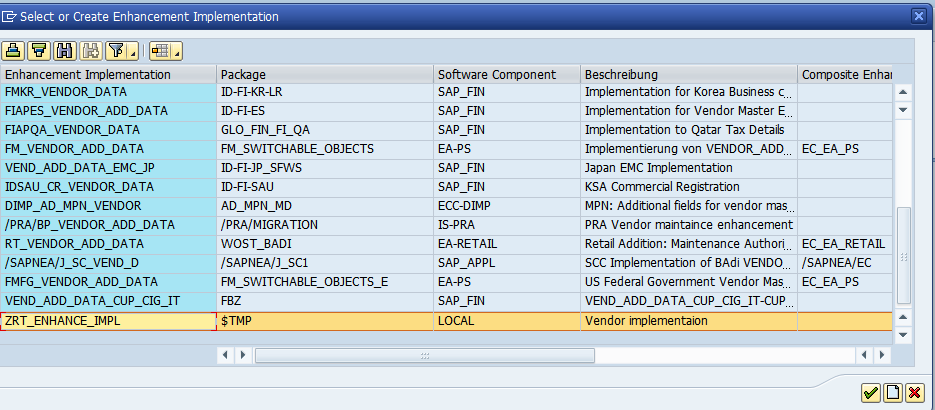 Select or Create Enhancement Implementation
Enhancement Implementation Package Software Component Beschreibung Composite Enhar
FMKR_VENDOR_DATA ID-FI-KR-LR SAP_FIN Implementation for Korea Business c...
FIAPES_VENDOR_ADD_DATA ID-FI-ES SAP_FIN Implementation for Vendor Master E...
FIAPQA_VENDOR_DATA GLO_FIN_FI_QA SAP_FIN Implementation to Qatar Tax Details
FM_VENDOR_ADD_DATA FM_SWITCHABLE_OBJECTS EA-PS Implementierung von VENDOR_ADD... EC_EA_PS
VEND_ADD_DATA_EMC_JP ID-FI-JP_SFWS SAP_FIN Japan EMC Implementation
IDSAU_CR_VENDOR_DATA ID-FI-SAU SAP_FIN KSA Commercial Registration
DIMP_AD_MPN_VENDOR AD_MPN_MD ECC-DIMP MPN: Additional fields for vendor mas...
/PRA/BP_VENDOR_ADD_DATA /PRA/MIGRATION IS-PRA PRA Vendor maintaince enhancement
RT_VENDOR_ADD_DATA WOST_BADI EA-RETAIL Retail Addition: Maintenance Authori... EC_EA_RETAIL
/SAPNEA/J_SC_VEND_D /SAPNEA/J_SC1 SAP_APPL SCC Implementation of BAdi VENDO... /SAPNEA/EC
FMFG_VENDOR_ADD_DATA FM_SWITCHABLE_OBJECTS_E EA-PS US Federal Government Vendor Mas... EC_EA_PS
VEND_ADD_DATA_CUP_CIG_IT FBZ SAP_FIN VEND_ADD_DATA_CUP_CIG_IT-CUP...
ZRT_ENHANCE_IMPL $TMP LOCAL Vendor implementaion